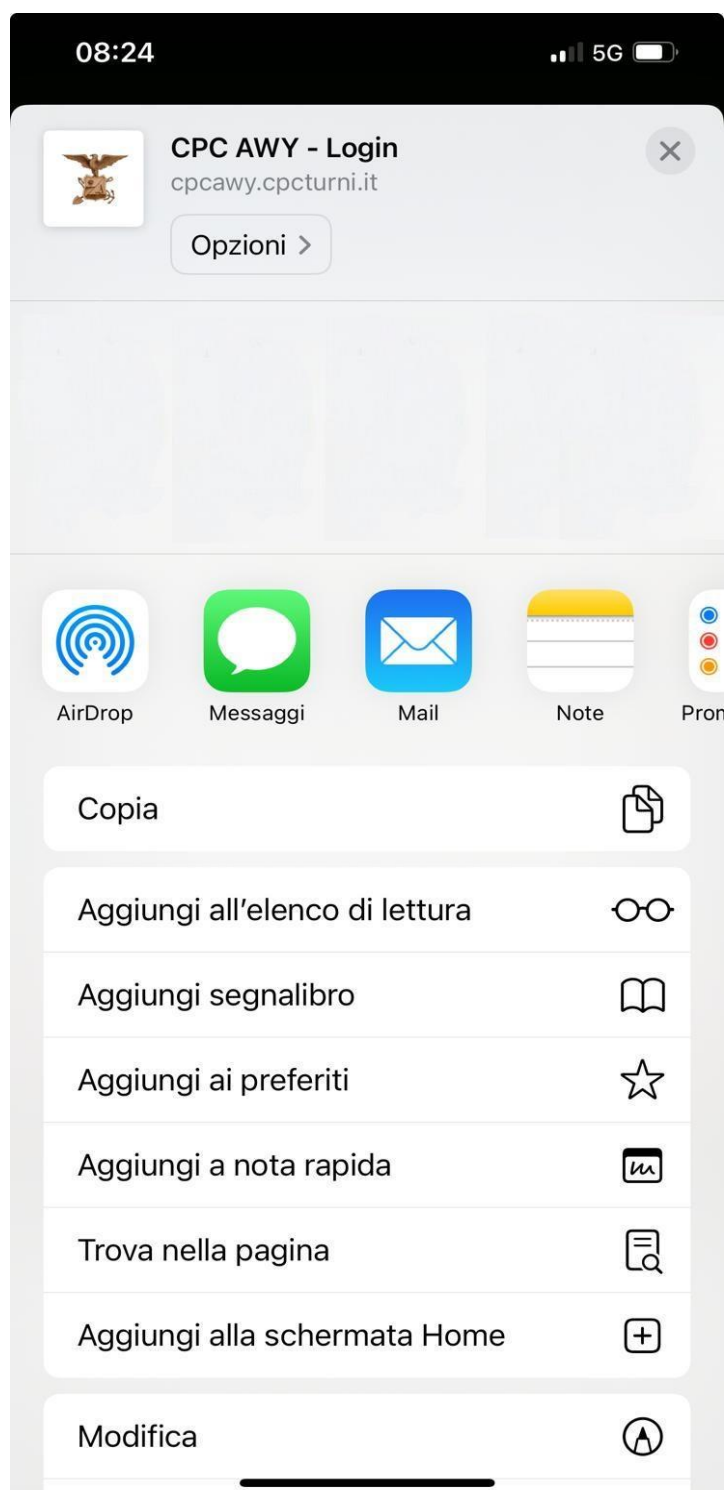 08:24 5G
CPC AWY - Login
cpcawy.cpcturni.it
Opzioni
AirDrop Messaggi Mail Note Prom
Copia
Aggiungi all’elenco di lettura
Aggiungi segnalibro
Aggiungi ai preferiti
Aggiungi a nota rapida
Trova nella pagina
Aggiungi alla schermata Home
Modifica